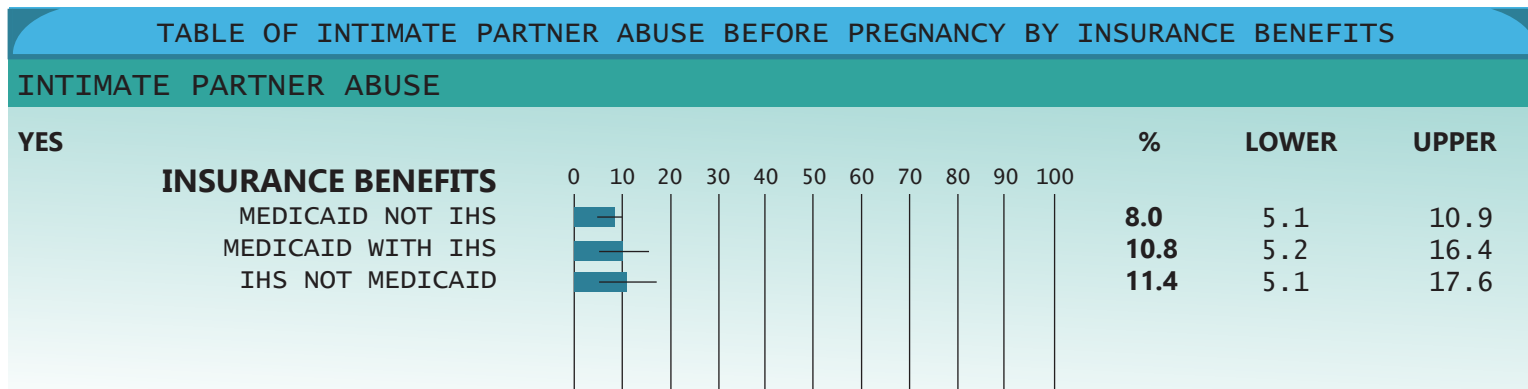 TABLE OF INTIMATE PARTNER ABUSE BEFORE PREGNANCY BY INSURANCE BENEFITS
INTIMATE PARTNER ABUSE
YES % LOWER UPPER
INSURANCE BENEFITS 0 10 20 30 40 50 60 70 80 90 100
MEDICAID NOT IHS 8.0 5.1 10.9
MEDICAID WITH IHS 10.8 5.2 16.4
IHS NOT MEDICAID 11.4 5.1 17.6